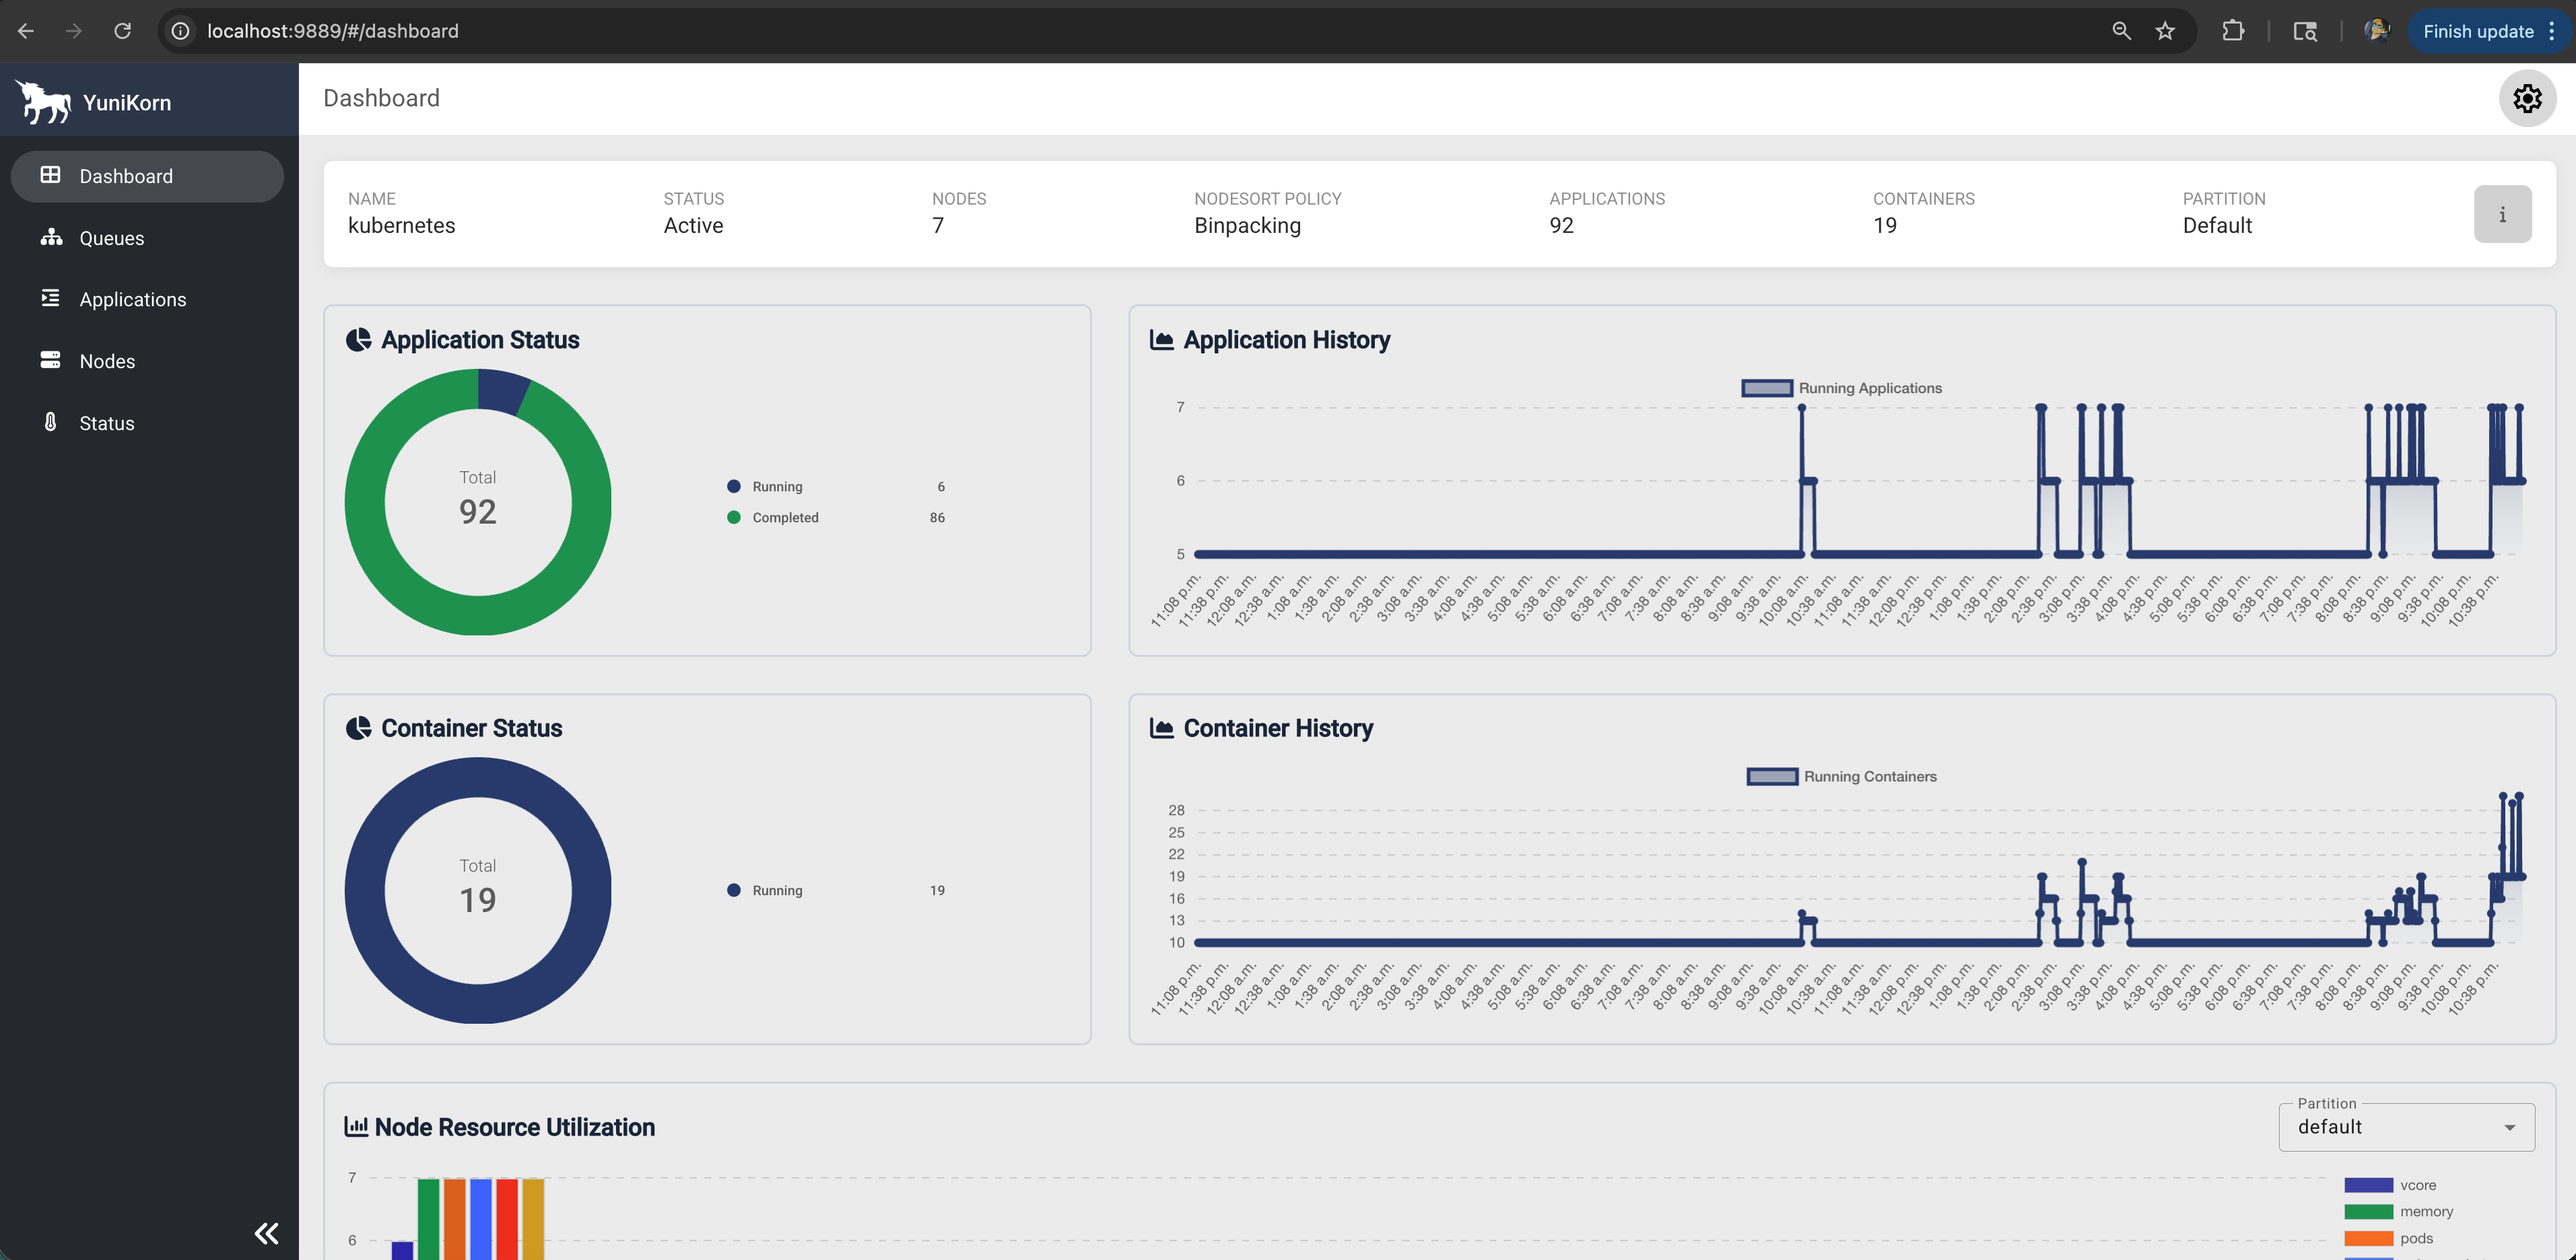 localhost:9889/#/dashboard
Finish update
YuniKorn
Dashboard
Queues
Applications
Nodes
Status
Dashboard
NAME
kubernetes
STATUS
Active
NODES
7
NODESORT POLICY
Binpacking
APPLICATIONS
92
CONTAINERS
19
PARTITION
Default
i
Application Status
Total
92
Running 6
Completed 86
Application History
Running Applications
7
6
5
11:08 p.m.
11:38 p.m.
12:08 a.m.
12:38 a.m.
1:08 a.m.
1:38 a.m.
2:08 a.m.
2:38 a.m.
3:08 a.m.
3:38 a.m.
4:08 a.m.
4:38 a.m.
5:08 a.m.
5:38 a.m.
6:08 a.m.
6:38 a.m.
7:08 a.m.
7:38 a.m.
8:08 a.m.
8:38 a.m.
9:08 a.m.
9:38 a.m.
10:08 a.m.
10:38 a.m.
11:08 a.m.
11:38 a.m.
12:08 p.m.
12:38 p.m.
1:08 p.m.
1:38 p.m.
2:08 p.m.
2:38 p.m.
3:08 p.m.
3:38 p.m.
4:08 p.m.
4:38 p.m.
5:08 p.m.
5:38 p.m.
6:08 p.m.
6:38 p.m.
7:08 p.m.
7:38 p.m.
8:08 p.m.
8:38 p.m.
9:08 p.m.
9:38 p.m.
10:08 p.m.
10:38 p.m.
Container Status
Total
19
Running 19
Container History
Running Containers
28
25
22
19
16
13
10
11:08 p.m.
11:38 p.m.
12:08 a.m.
12:38 a.m.
1:08 a.m.
1:38 a.m.
2:08 a.m.
2:38 a.m.
3:08 a.m.
3:38 a.m.
4:08 a.m.
4:38 a.m.
5:08 a.m.
5:38 a.m.
6:08 a.m.
6:38 a.m.
7:08 a.m.
7:38 a.m.
8:08 a.m.
8:38 a.m.
9:08 a.m.
9:38 a.m.
10:08 a.m.
10:38 a.m.
11:08 a.m.
11:38 a.m.
12:08 p.m.
12:38 p.m.
1:08 p.m.
1:38 p.m.
2:08 p.m.
2:38 p.m.
3:08 p.m.
3:38 p.m.
4:08 p.m.
4:38 p.m.
5:08 p.m.
5:38 p.m.
6:08 p.m.
6:38 p.m.
7:08 p.m.
7:38 p.m.
8:08 p.m.
8:38 p.m.
9:08 p.m.
9:38 p.m.
10:08 p.m.
10:38 p.m.
Node Resource Utilization
Partition
default
7
6
vcore
memory
pods